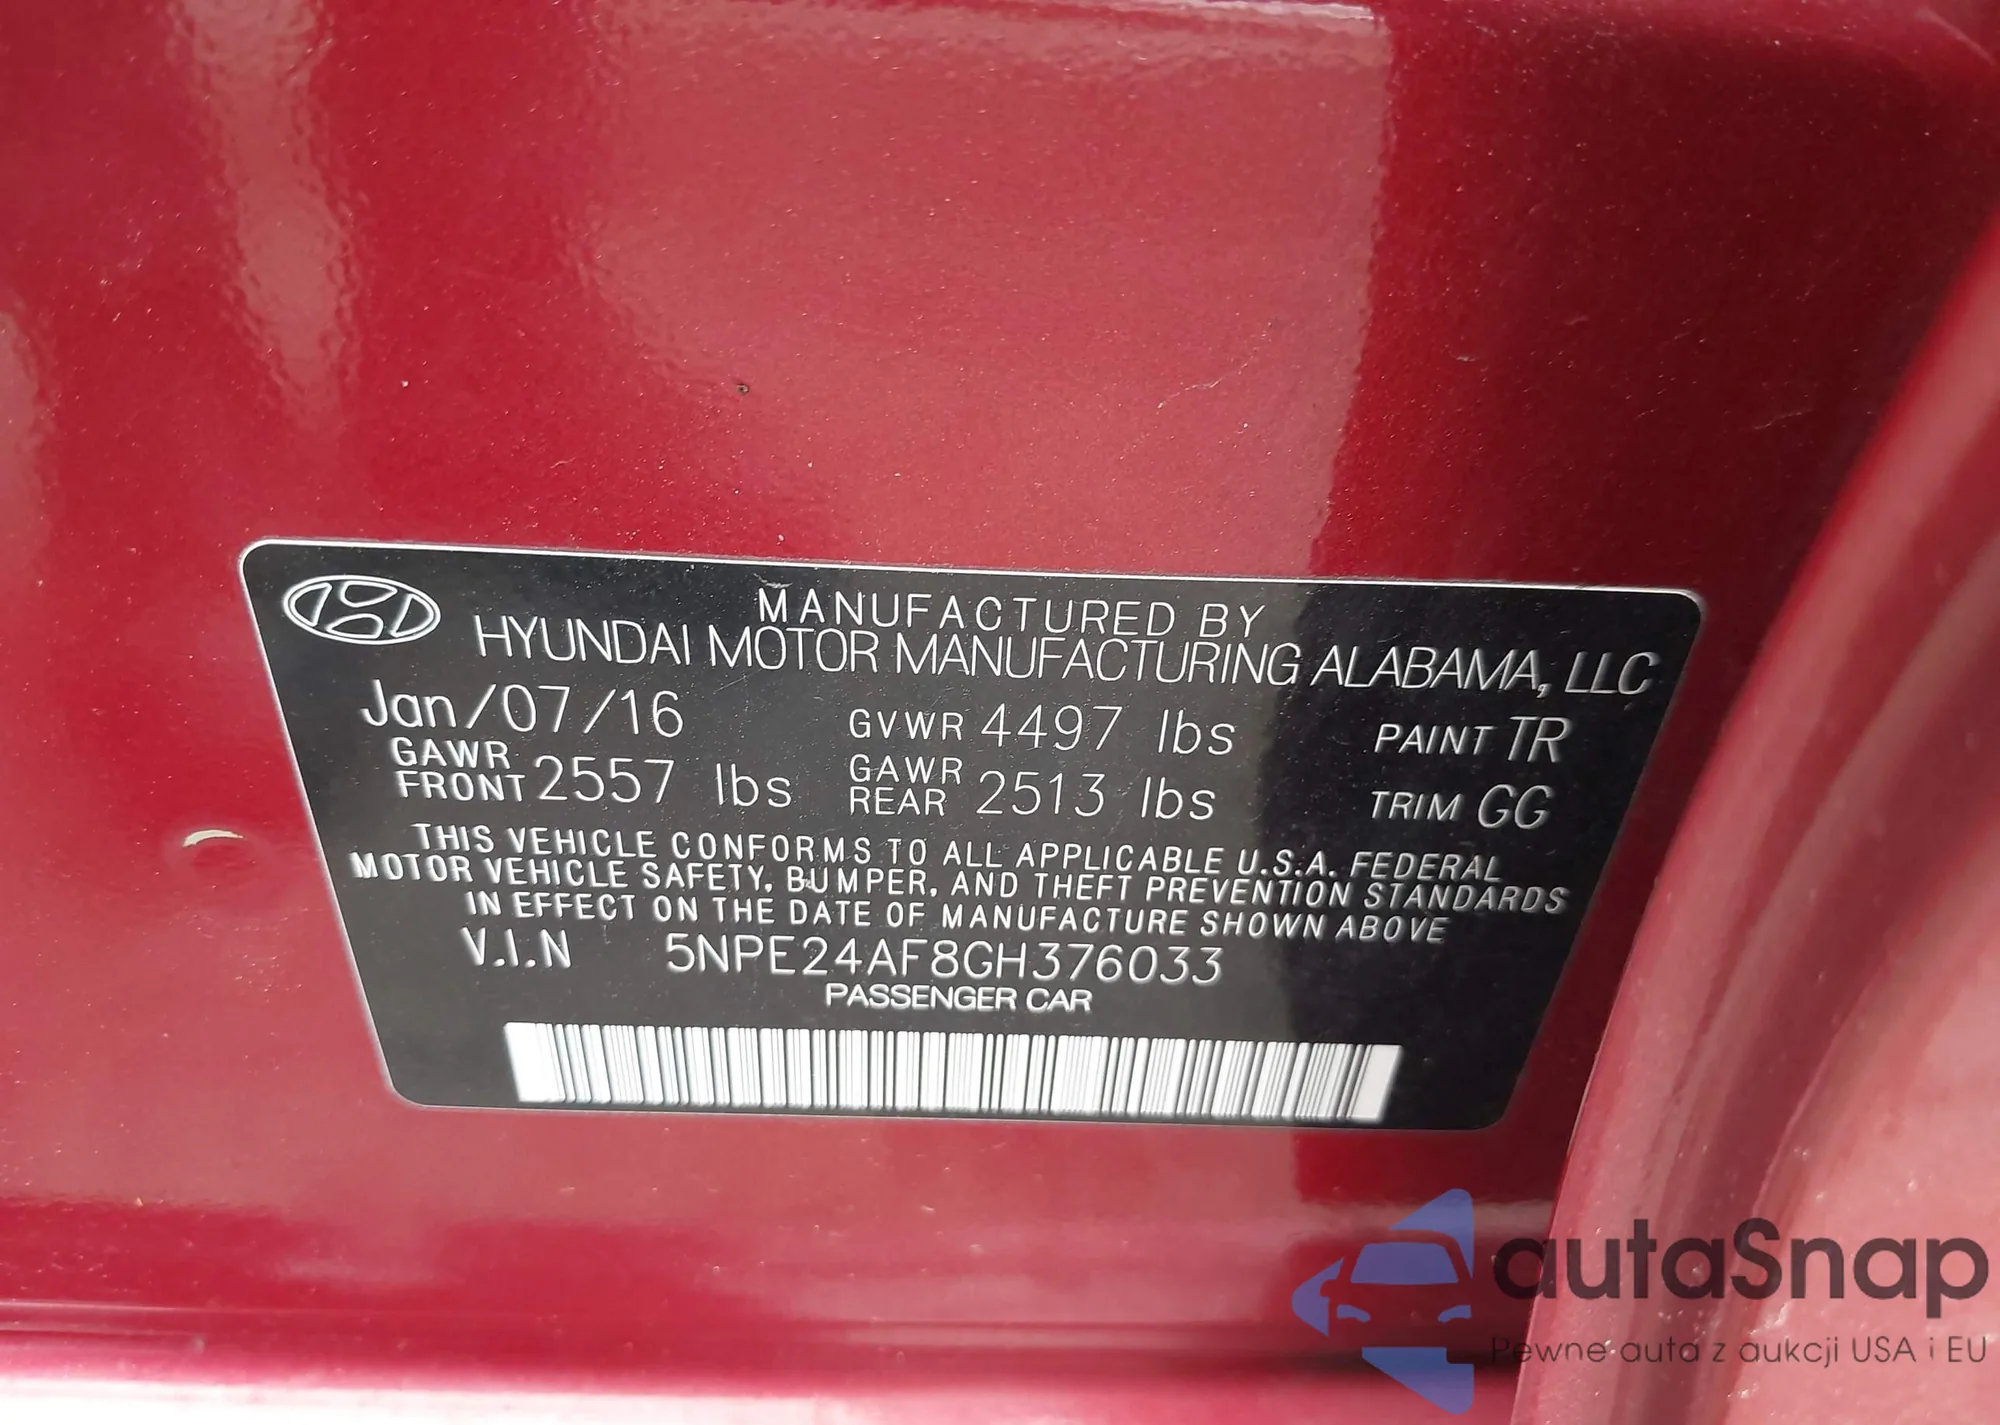 MANUFACTURED BY
HYUNDAI MOTOR MANUFACTURING ALABAMA, LLC
Jan/07/16 GVWR 4497 lbs PAINT TR
GAWR FRONT 2557 lbs GAWR REAR 2513 lbs TRIM GG
THIS VEHICLE CONFORMS TO ALL APPLICABLE U.S.A. FEDERAL
MOTOR VEHICLE SAFETY, BUMPER, AND THEFT PREVENTION STANDARDS
IN EFFECT ON THE DATE OF MANUFACTURE SHOWN ABOVE
V.I.N 5NPE24AF8GH376033
PASSENGER CAR
autaSnap
Pewne auta z aukcji USA i EU